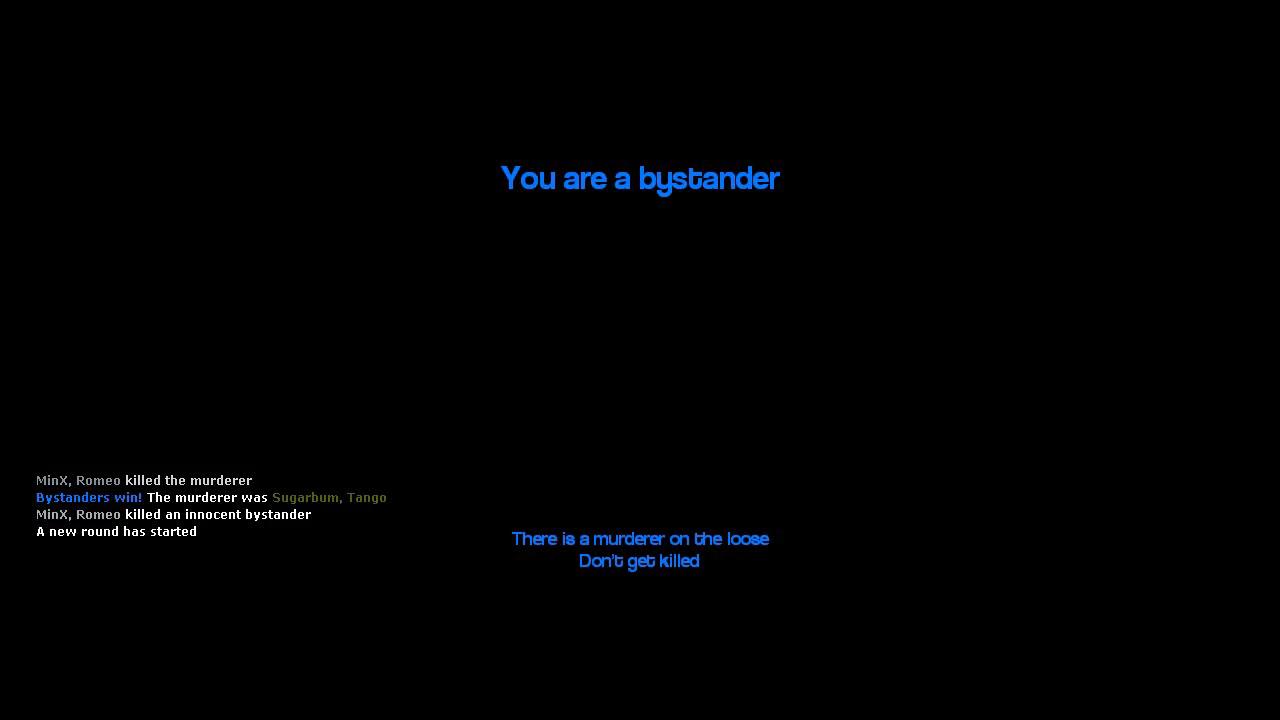 You are a bystander
MinX, Romeo killed the murderer
Bystanders win! The murderer was Sugarbum, Tango
MinX, Romeo killed an innocent bystander
A new round has started
There is a murderer on the loose
Don't get killed